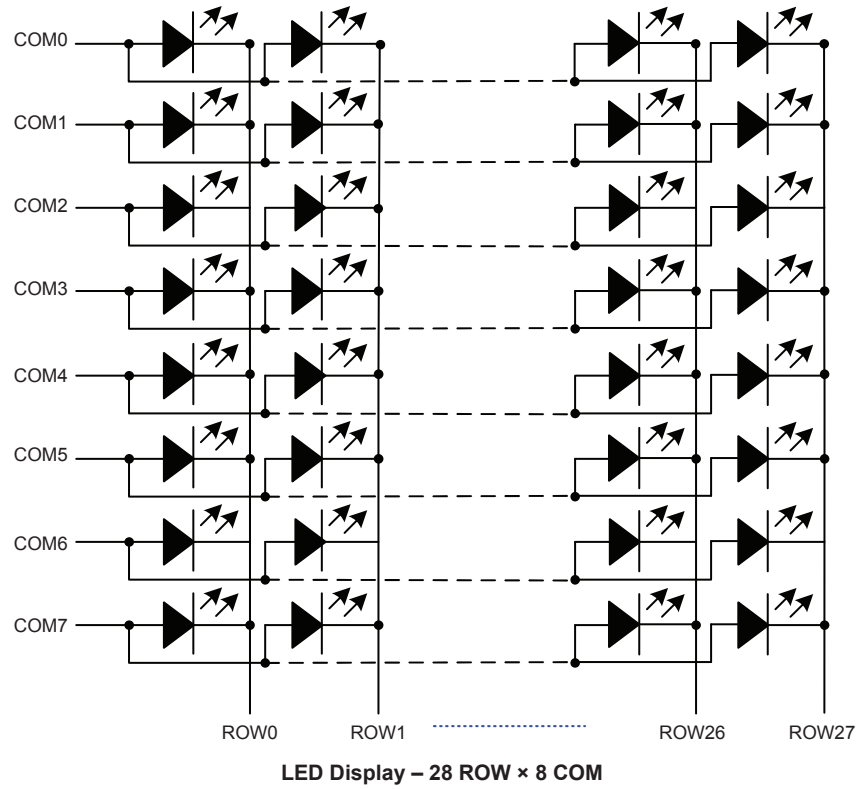 COM0
COM1
COM2
COM3
COM4
COM5
COM6
COM7
ROW0 ROW1 ROW26 ROW27
LED Display – 28 ROW × 8 COM